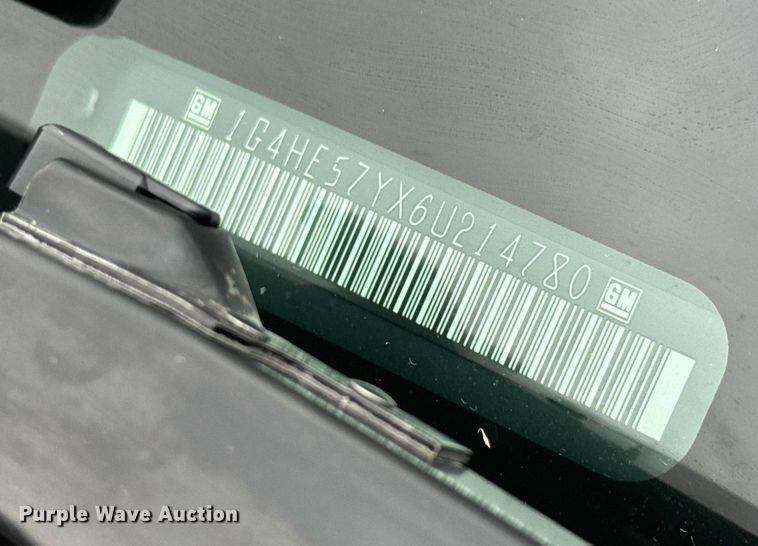 GM 1G4HE57YX6U214780 GM
Purple Wave Auction